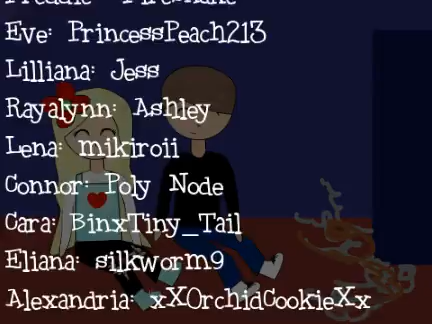 Eve: PrincessPeach213
Lilliana: Jess
Rayalynn: Ashley
Lena: mikiroii
Connor: Poly Node
Cara: BinxTiny_Tail
Eliana: silkworm9
Alexandria: xXOrchidCookieXx